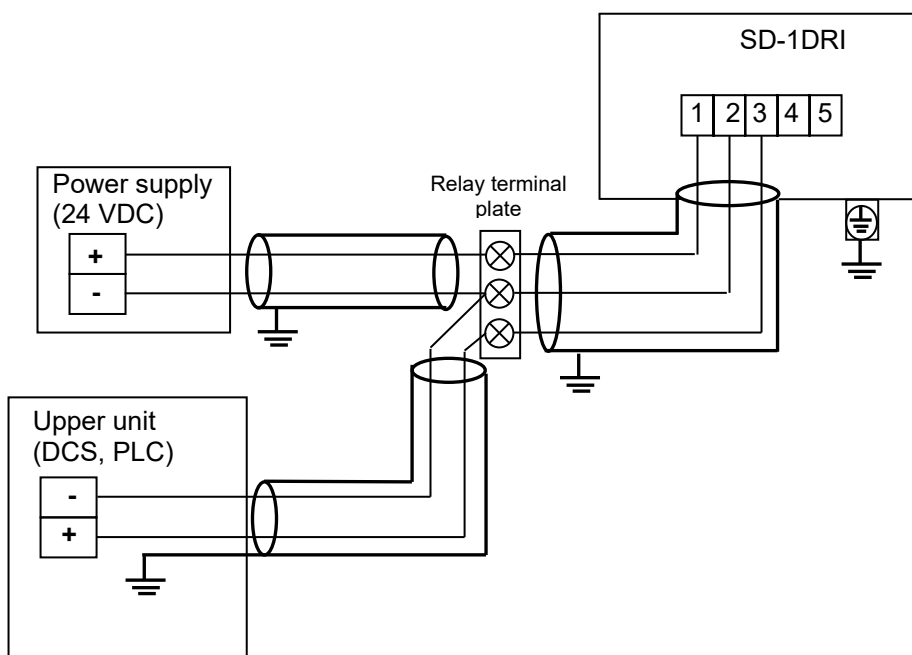 SD-1DRI
1 2 3 4 5
Power supply
(24 VDC)
+
-
Relay terminal
plate
Upper unit
(DCS, PLC)
-
+